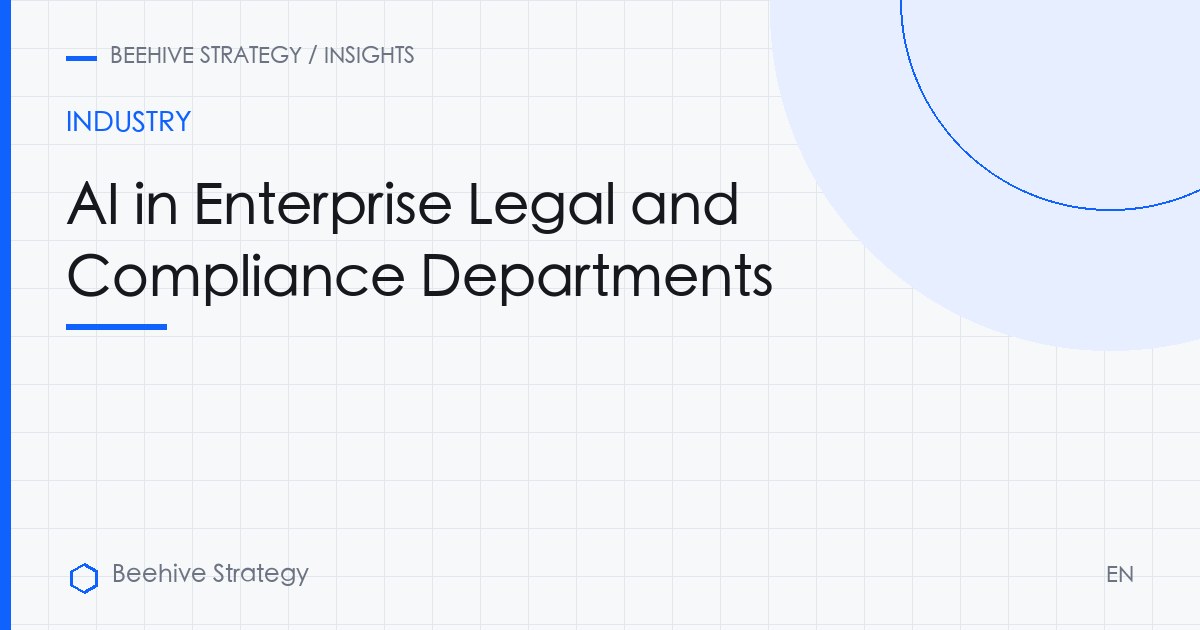 BEEHIVE STRATEGY / INSIGHTS
INDUSTRY
AI in Enterprise Legal and
Compliance Departments
Beehive Strategy
EN